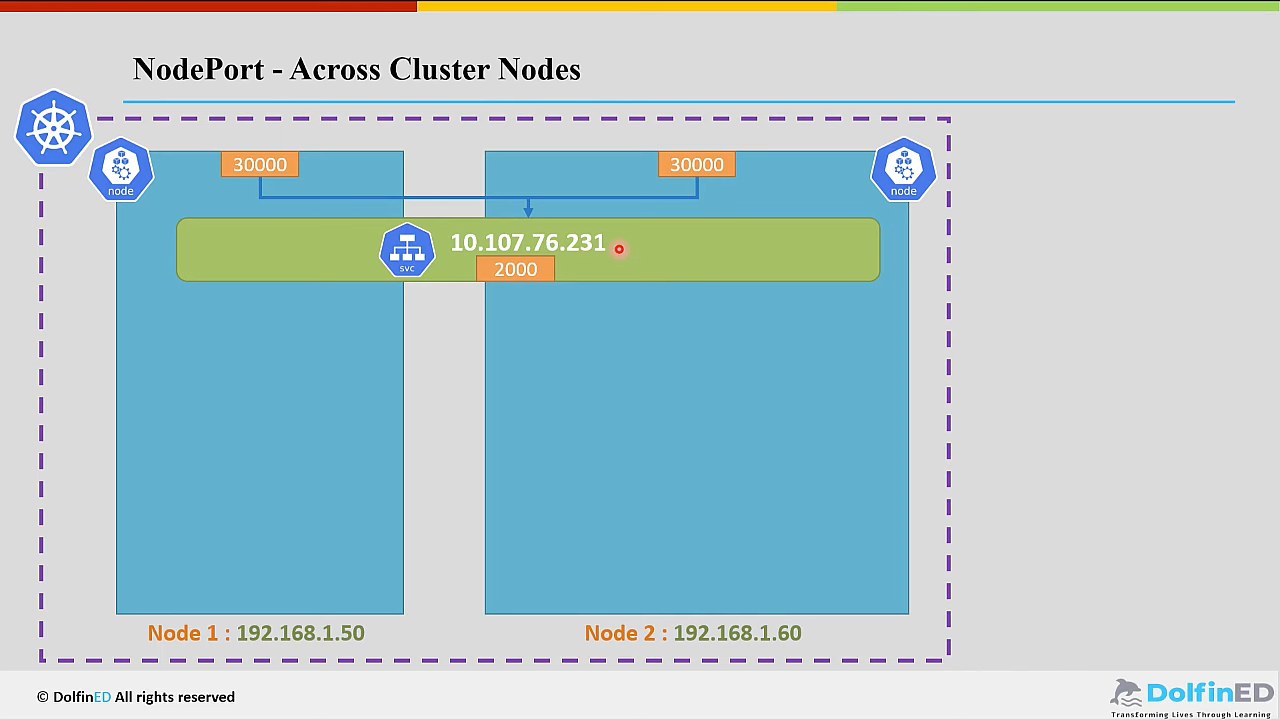 NodePort - Across Cluster Nodes
node
30000
30000
node
10.107.76.231
svc
2000
Node 1 : 192.168.1.50
Node 2 : 192.168.1.60
© DolfinED All rights reserved
DolfinED
Transforming Lives Through Learning